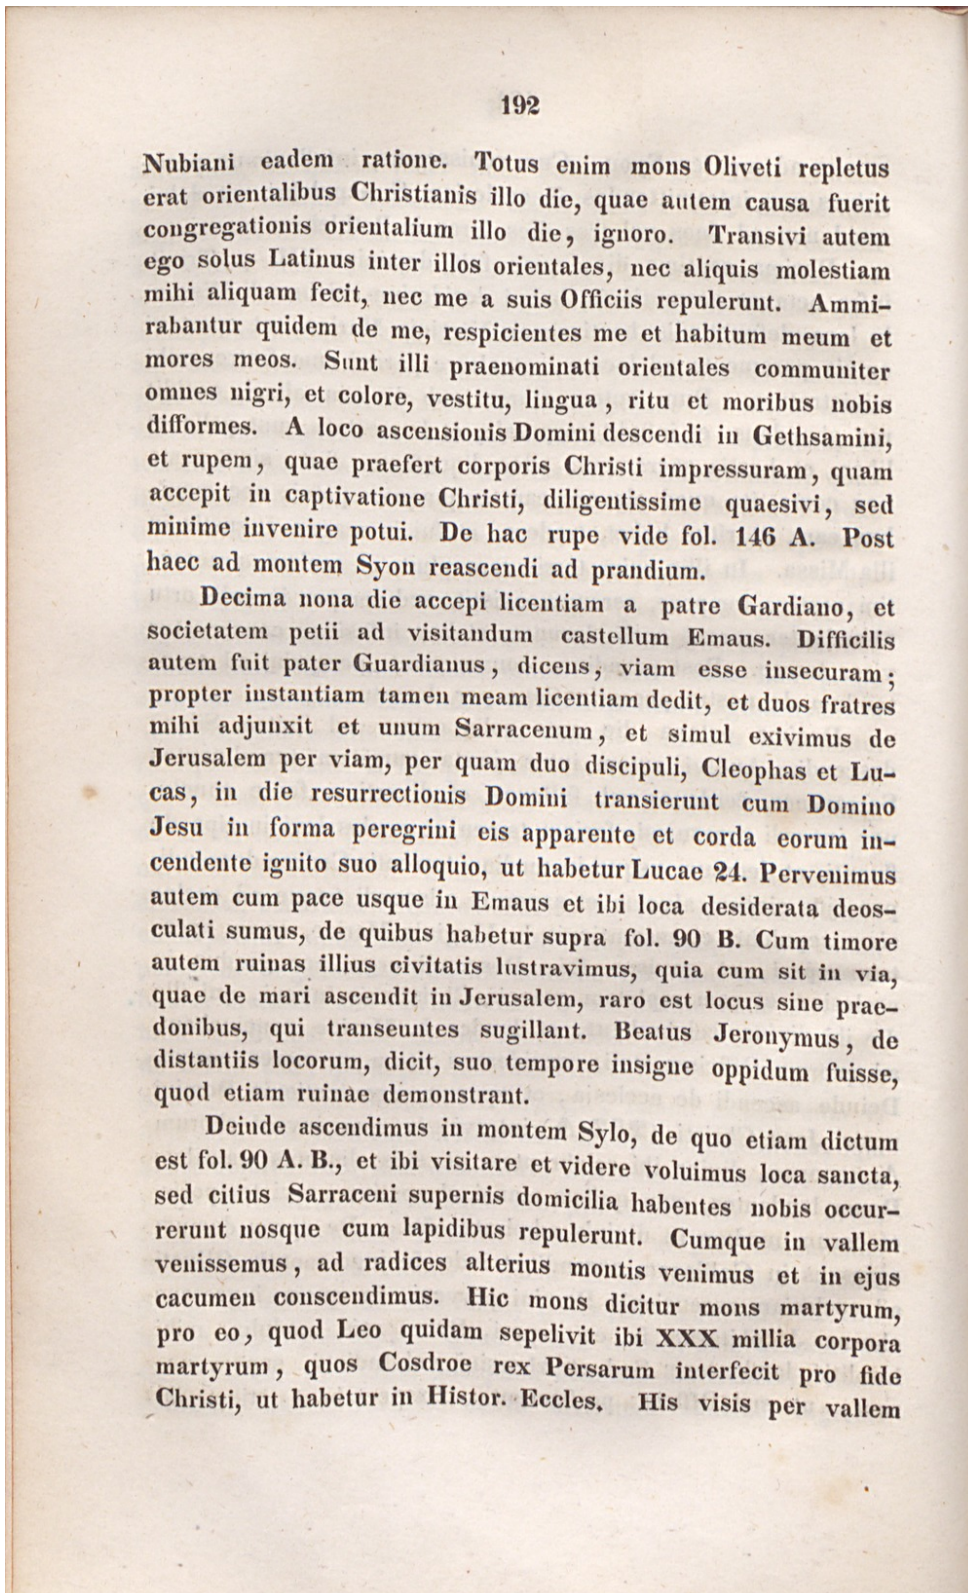 192
Nubiani eadem ratione. Totus enim mons Oliveti repletus
erat orientalibus Christianis illo die, quae autem causa fuerit
congregationis orientalium illo die, ignoro. Transivi autem
ego solus Latinus inter illos orientales, nec aliquis molestiam
mihi aliquam fecit, nec me a suis Officiis repulerunt. Ammi-
rabantur quidem de me, respicientes me et habitum meum et
mores meos. Sunt illi praenominati orientales communiter
omnes nigri, et colore, vestitu, lingua, ritu et moribus nobis
difformes. A loco ascensionis Domini descendi in Gethsamini,
et rupem, quae praefert corporis Christi impressuram, quam
accepit in captivatione Christi, diligentissime quaesivi, sed
minime invenire potui. De hac rupe vide fol. 146 A. Post
haec ad montem Syon reascendi ad prandium.
Decima nona die accepi licentiam a patre Gardiano, et
societatem petii ad visitandum castellum Emaus. Difficilis
autem fuit pater Guardianus, dicens, viam esse insecuram;
propter instantiam tamen meam licentiam dedit, et duos fratres
mihi adjunxit et unum Sarracenum, et simul exivimus de
Jerusalem per viam, per quam duo discipuli, Cleophas et Lu-
cas, in die resurrectionis Domini transierunt cum Domino
Jesu in forma peregrini eis apparente et corda eorum in-
cendente ignito suo alloquio, ut habetur Lucae 24. Pervenimus
autem cum pace usque in Emaus et ibi loca desiderata deos-
culati sumus, de quibus habetur supra fol. 90 B. Cum timore
autem ruinas illius civitatis lustravimus, quia cum sit in via,
quae de mari ascendit in Jerusalem, raro est locus sine prae-
donibus, qui transeuntes sugillant. Beatus Jeronymus, de
distantiis locorum, dicit, suo tempore insigne oppidum fuisse,
quod etiam ruinae demonstrant.
Deinde ascendimus in montem Sylo, de quo etiam dictum
est fol. 90 A. B., et ibi visitare et videre voluimus loca sancta,
sed citius Sarraceni supernis domicilia habentes nobis occur-
rerunt nosque cum lapidibus repulerunt. Cumque in vallem
venissemus, ad radices alterius montis venimus et in ejus
cacumen conscendimus. Hic mons dicitur mons martyrum,
pro eo, quod Leo quidam sepelivit ibi XXX millia corpora
martyrum, quos Cosdroe rex Persarum interfecit pro fide
Christi, ut habetur in Histor. Eccles. His visis per vallem